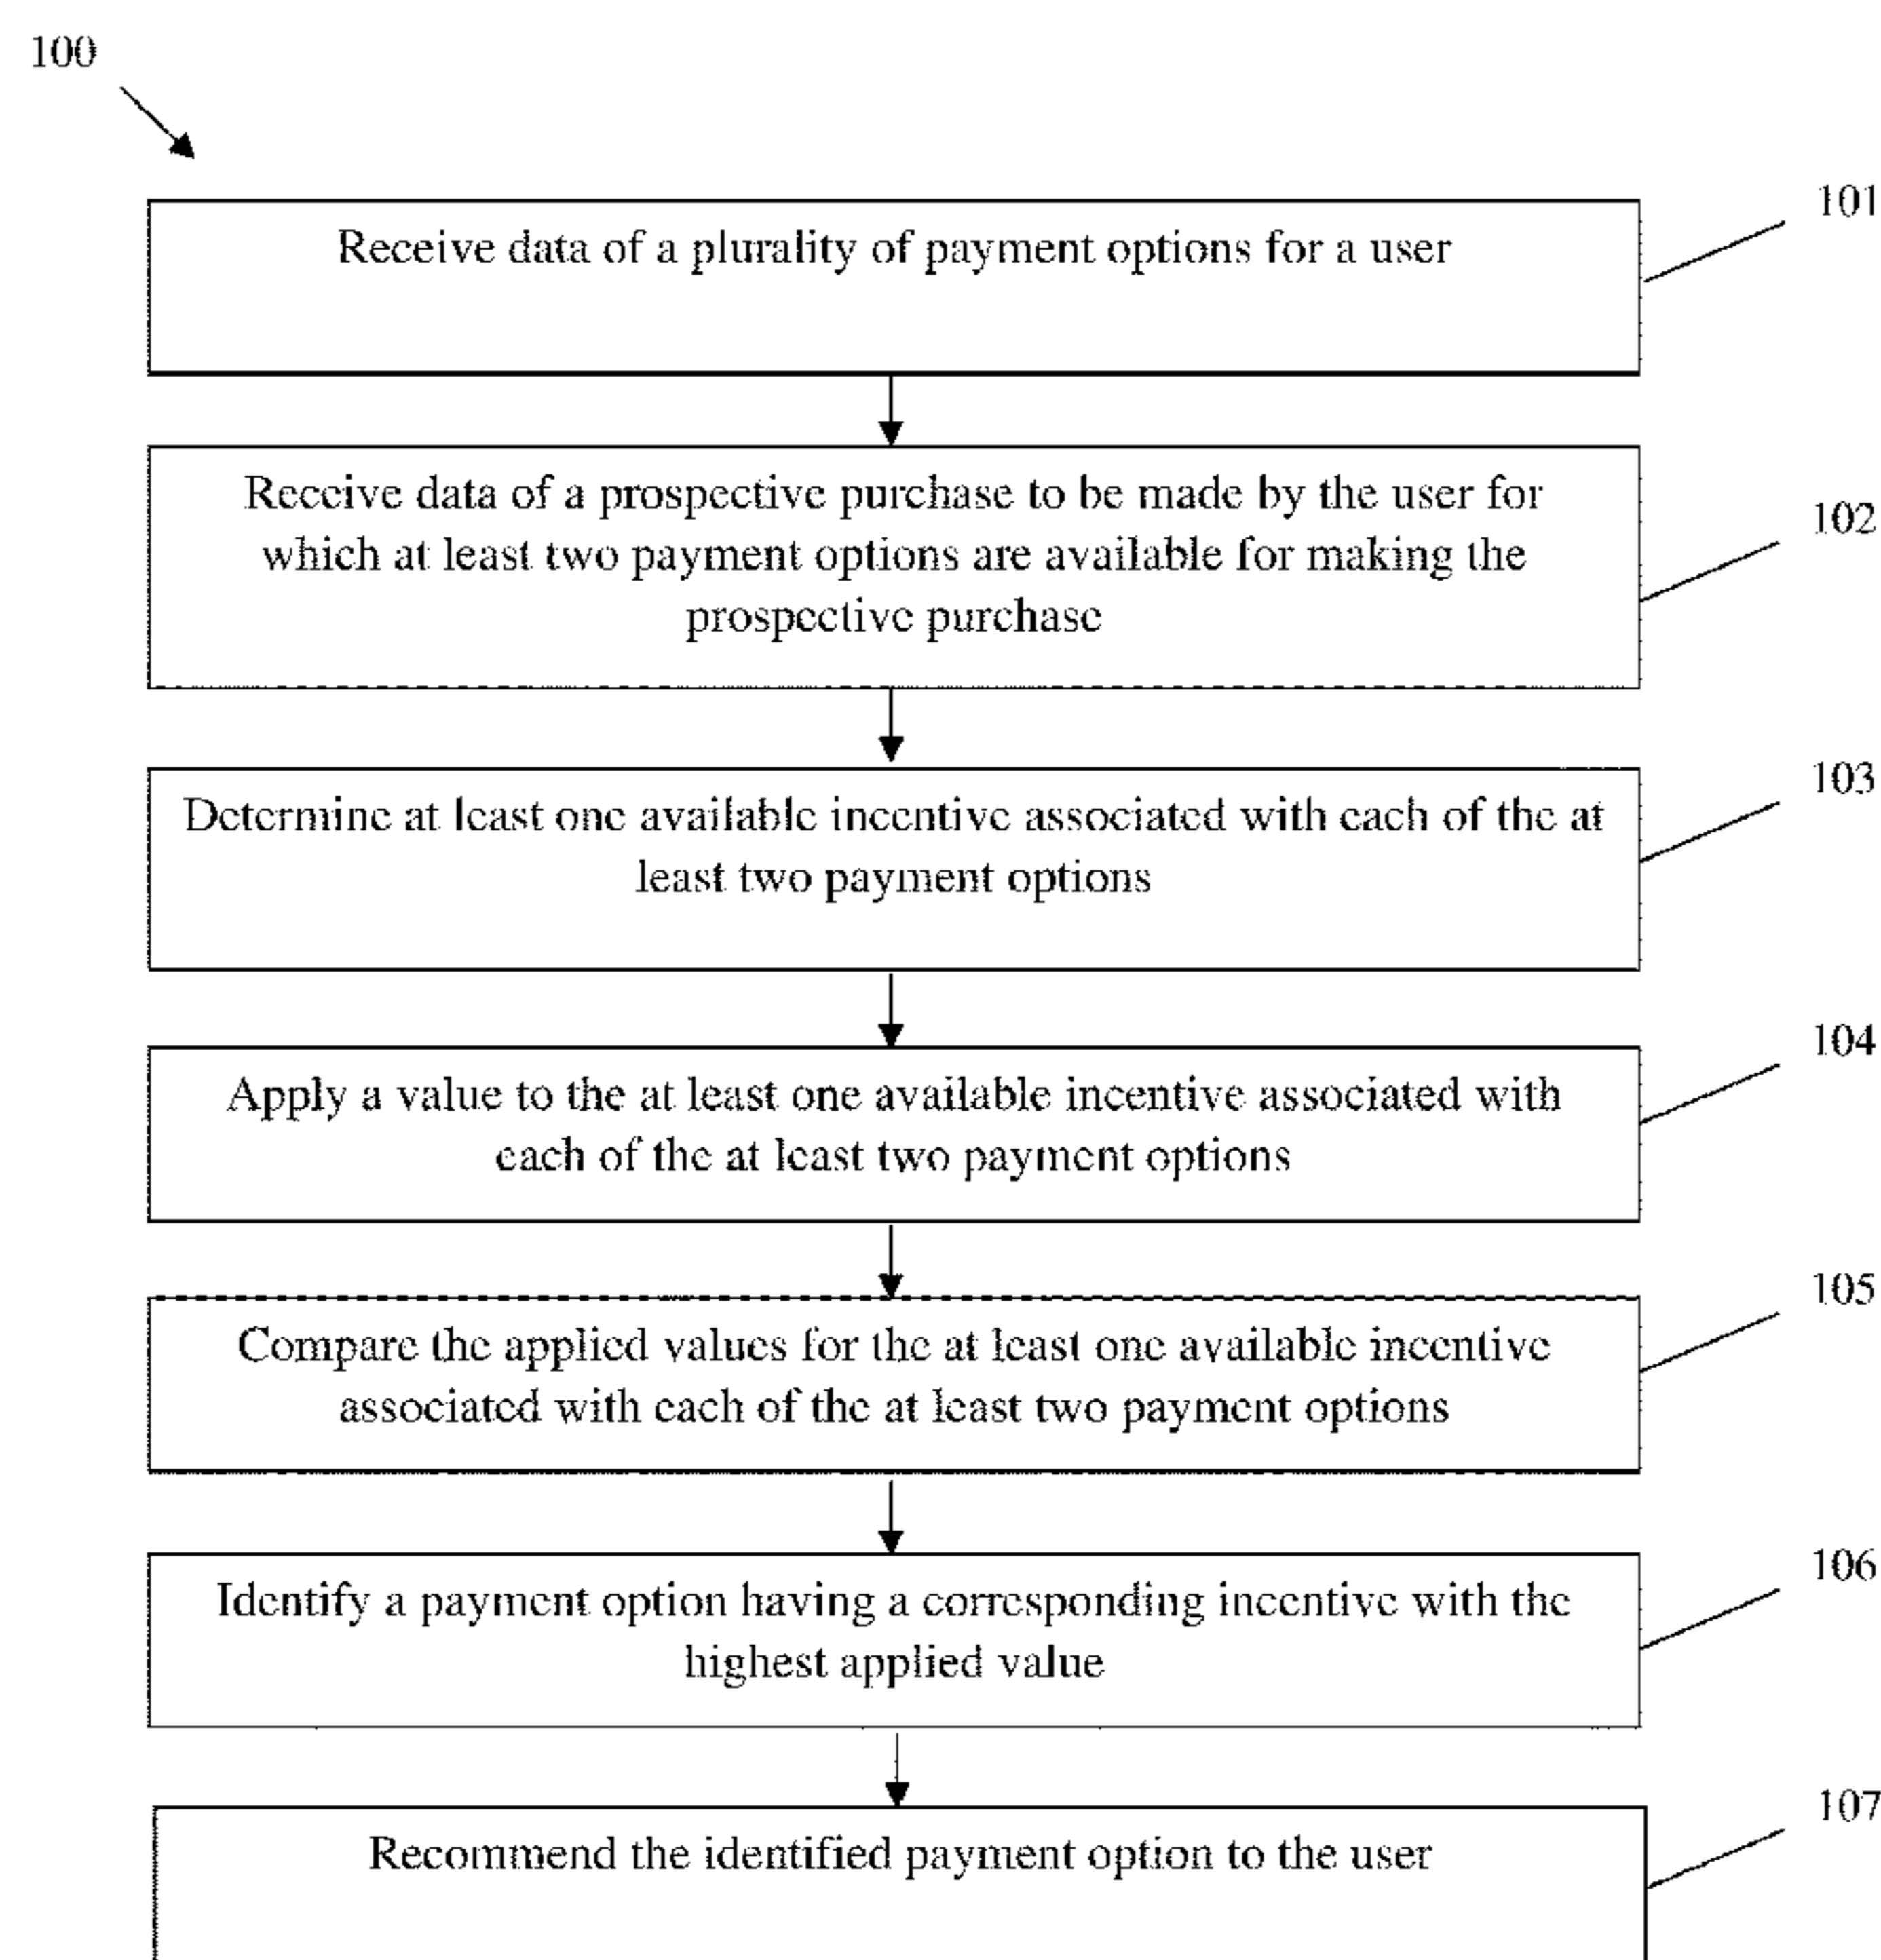 100
101
Receive data of a plurality of payment options for a user
102
Receive data of a prospective purchase to be made by the user for
which at least two payment options are available for making the
prospective purchase
103
Determine at least one available incentive associated with each of the at
least two payment options
104
Apply a value to the at least one available incentive associated with
each of the at least two payment options
105
Compare the applied values for the at least one available incentive
associated with each of the at least two payment options
106
Identify a payment option having a corresponding incentive with the
highest applied value
107
Recommend the identified payment option to the user